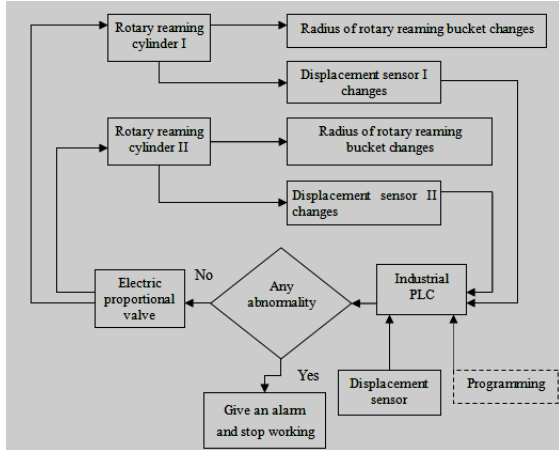 Rotary reaming
cylinder I
Radius of rotary reaming bucket changes
Displacement sensor I
changes
Rotary reaming
cylinder II
Radius of rotary reaming
bucket changes
Displacement sensor II
changes
Electric
proportional
valve
No
Any
abnormality
Industrial
PLC
Yes
Give an alarm
and stop working
Displacement
sensor
Programming